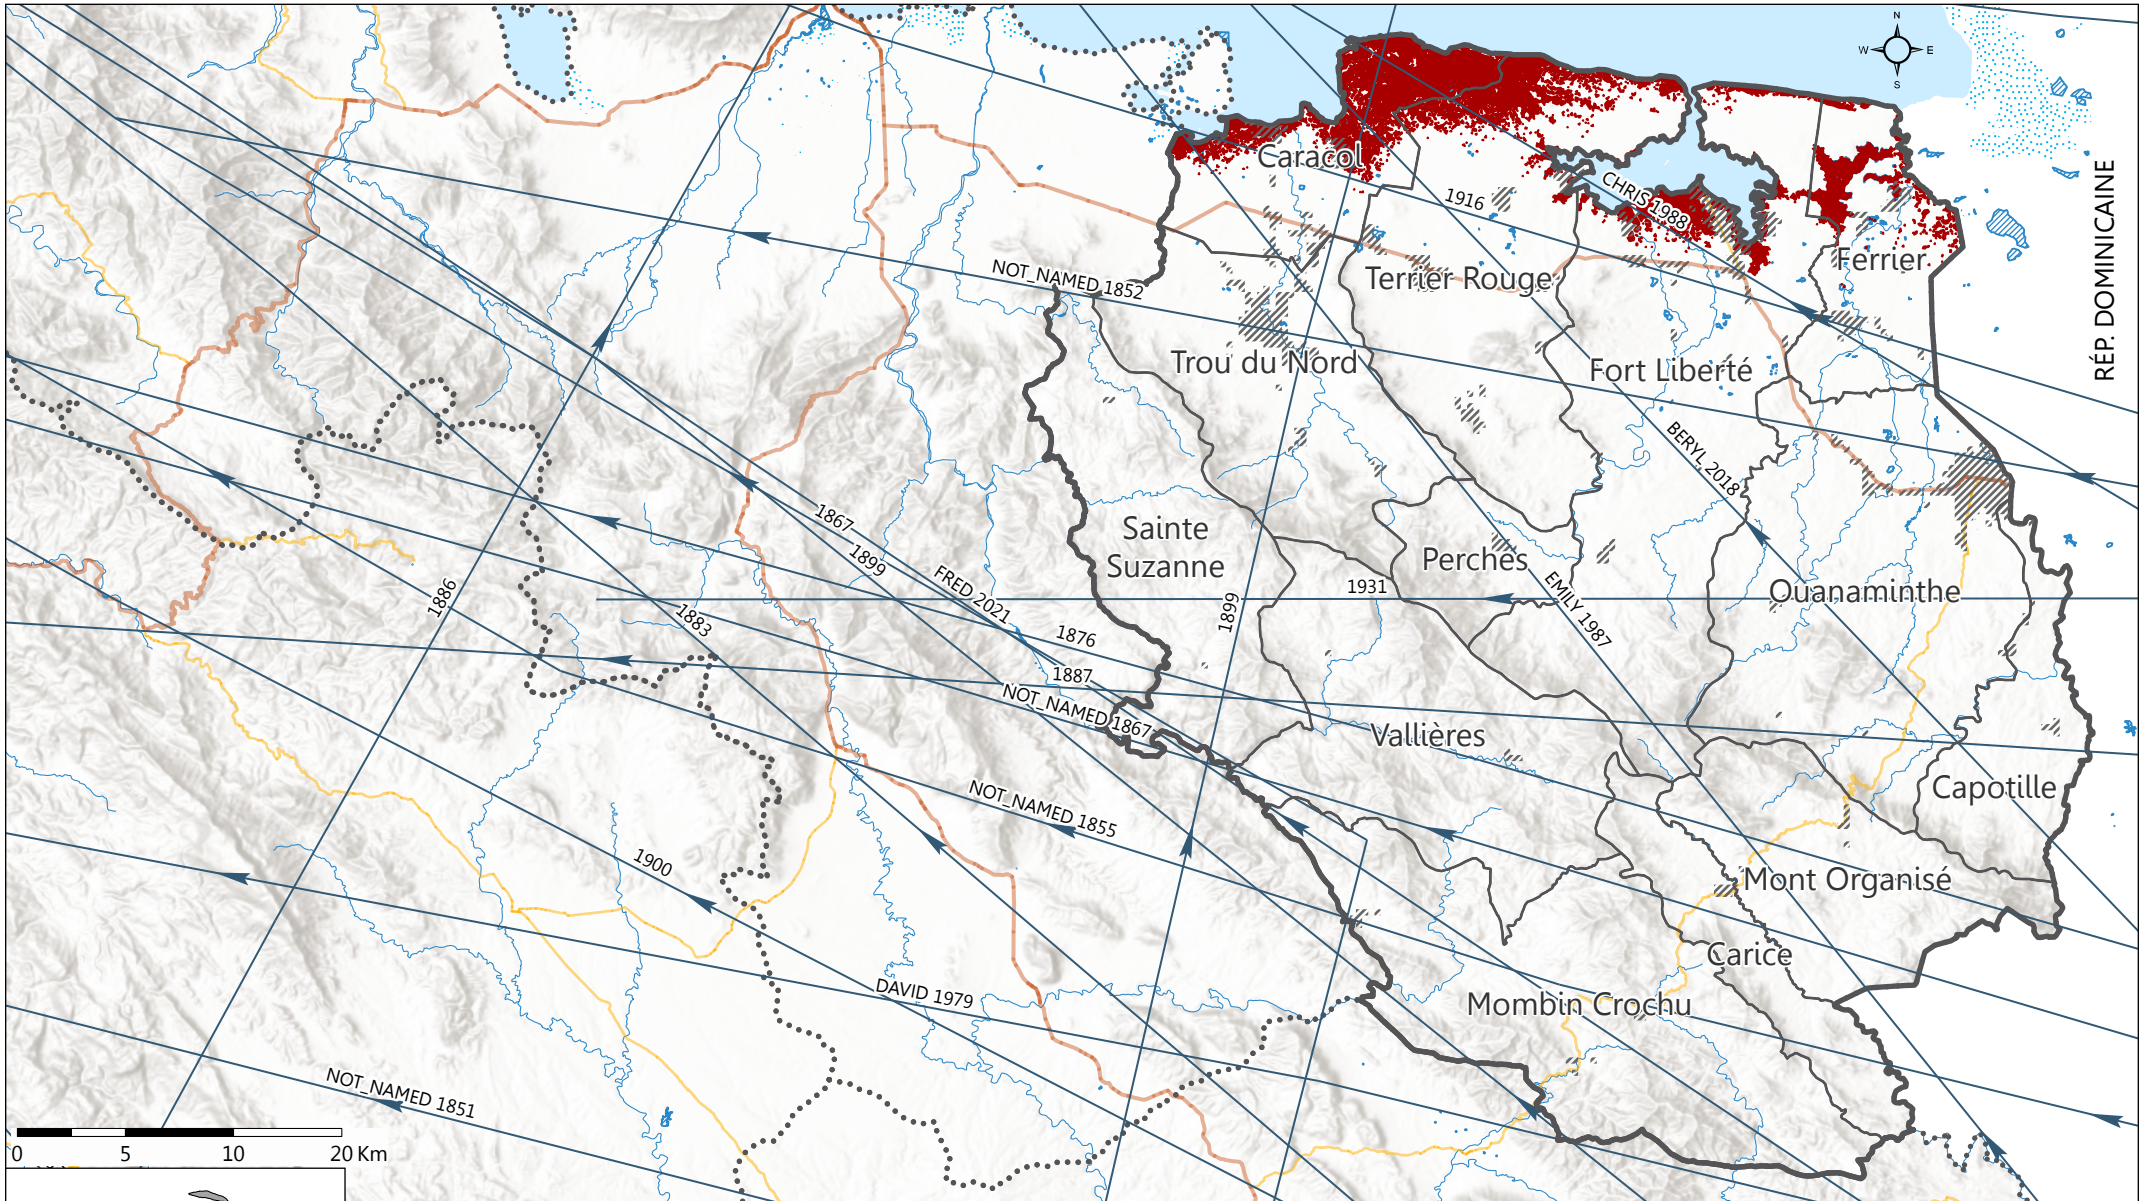 N
W E
S
RÉP. DOMINICAINE
Caracol
1916
CHRIS 1988
NOT_NAMED 1852
Terrier Rouge
Ferrier
Trou du Nord
Fort Liberté
BERYL 2018
1867
1899
Sainte
Suzanne
Perches
FRED 2021
1886
1883
1899
1931
EMILY 1987
Ouanaminthe
1876
1887
NOT_NAMED 1867
Vallières
Capotille
NOT_NAMED 1855
1900
Mont Organisé
Carice
DAVID 1979
Mombin Crochu
NOT_NAMED 1851
0 5 10 20 Km